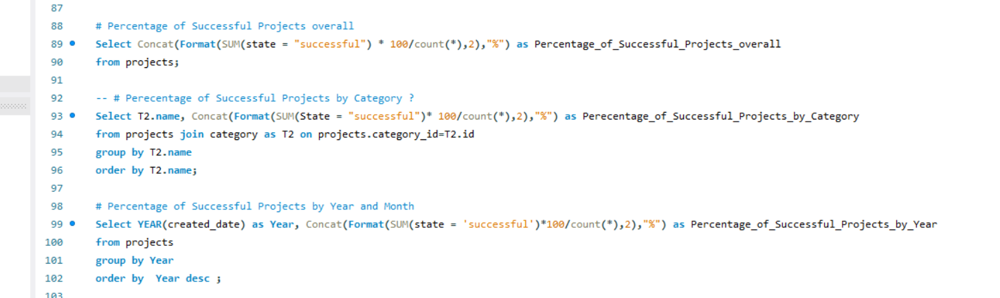 87
88 # Percentage of Successful Projects overall
89 Select Concat(Format(SUM(state = "successful") * 100/count(*),2),"%") as Percentage_of_Successful_Projects_overall
90 from projects;
91
92 -- # Perecentage of Successful Projects by Category ?
93 Select T2.name, Concat(Format(SUM(State = "successful")* 100/count(*),2),"%") as Perecentage_of_Successful_Projects_by_Category
94 from projects join category as T2 on projects.category_id=T2.id
95 group by T2.name
96 order by T2.name;
97
98 # Percentage of Successful Projects by Year and Month
99 Select YEAR(created_date) as Year, Concat(Format(SUM(state = 'successful')*100/count(*),2),"%") as Percentage_of_Successful_Projects_by_Year
100 from projects
101 group by Year
102 order by  Year desc ;
103